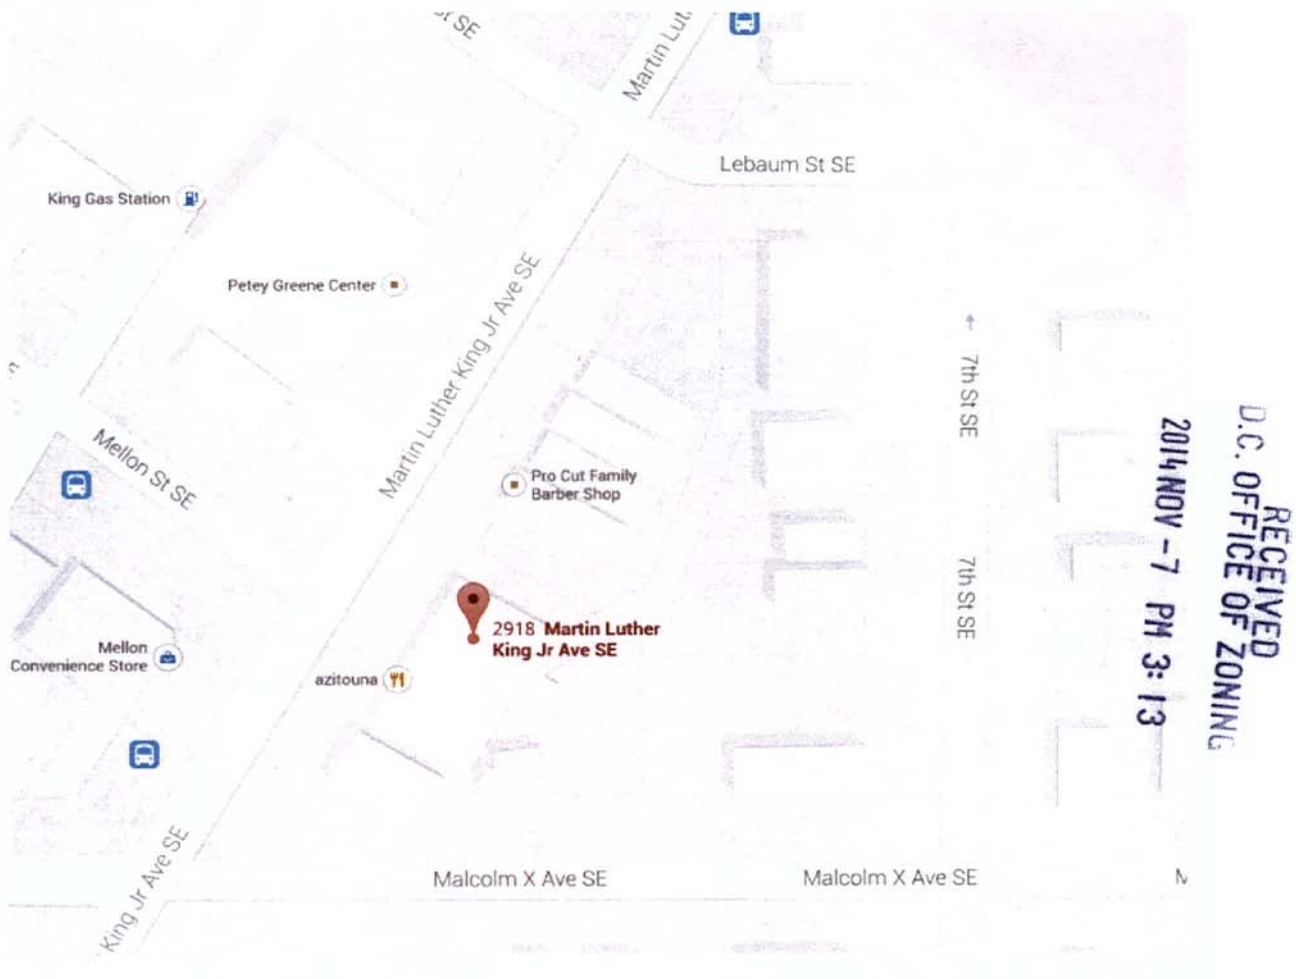 St SE
Martin Lut
Lebaum St SE
King Gas Station
Petey Greene Center
Martin Luther King Jr Ave SE
7th St SE
Mellon St SE
Pro Cut Family
Barber Shop
7th St SE
2918 Martin Luther
King Jr Ave SE
Mellon
Convenience Store
azitouna
Malcolm X Ave SE
Malcolm X Ave SE
King Jr Ave SE
RECEIVED
D.C. OFFICE OF ZONING
2014 NOV -7 PM 3: 13